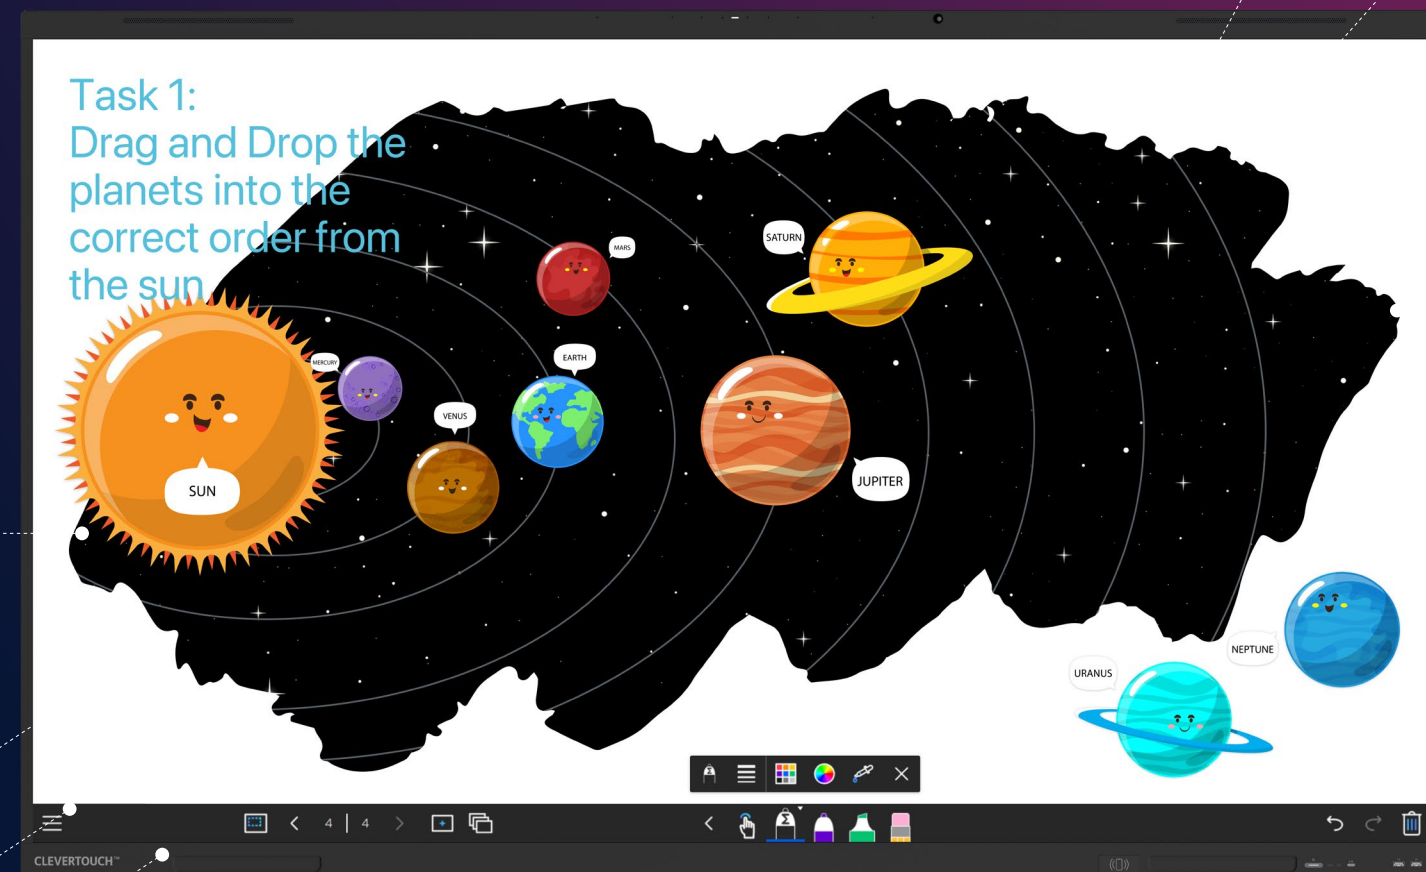 Task 1:
Drag and Drop the
planets into the
correct order from
the sun
MARS
SATURN
MERCURY
EARTH
VENUS
SUN
JUPITER
NEPTUNE
URANUS
4 | 4
Σ
CLEVERTOUCH™